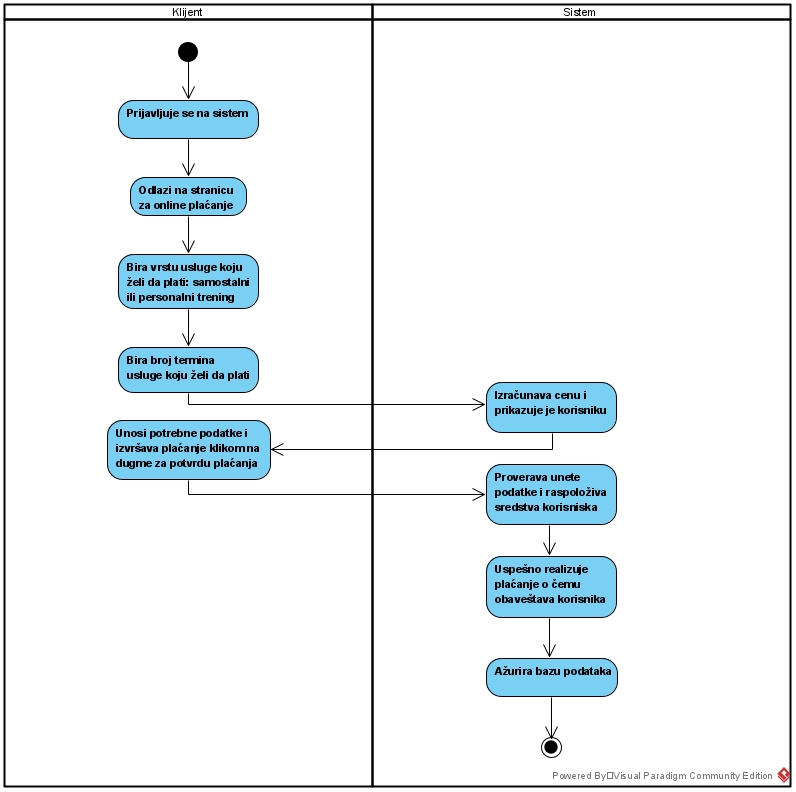 Klijent
Sistem
Prijavljuje se na sistem
Odlazi na stranicu
za online plaćanje
Bira vrstu usluge koju
želi da plati: samostalni
ili personalni trening
Bira broj termina
usluge koju želi da plati
Izračunava cenu i
prikazuje je korisniku
Unosi potrebne podatke i
izvršava plaćanje klikom na
dugme za potvrdu plaćanja
Proverava unete
podatke i raspoloživa
sredstva korisniska
Uspešno realizuje
plaćanje o čemu
obaveštava korisnika
Ažurira bazu podataka
Powered By Visual Paradigm Community Edition